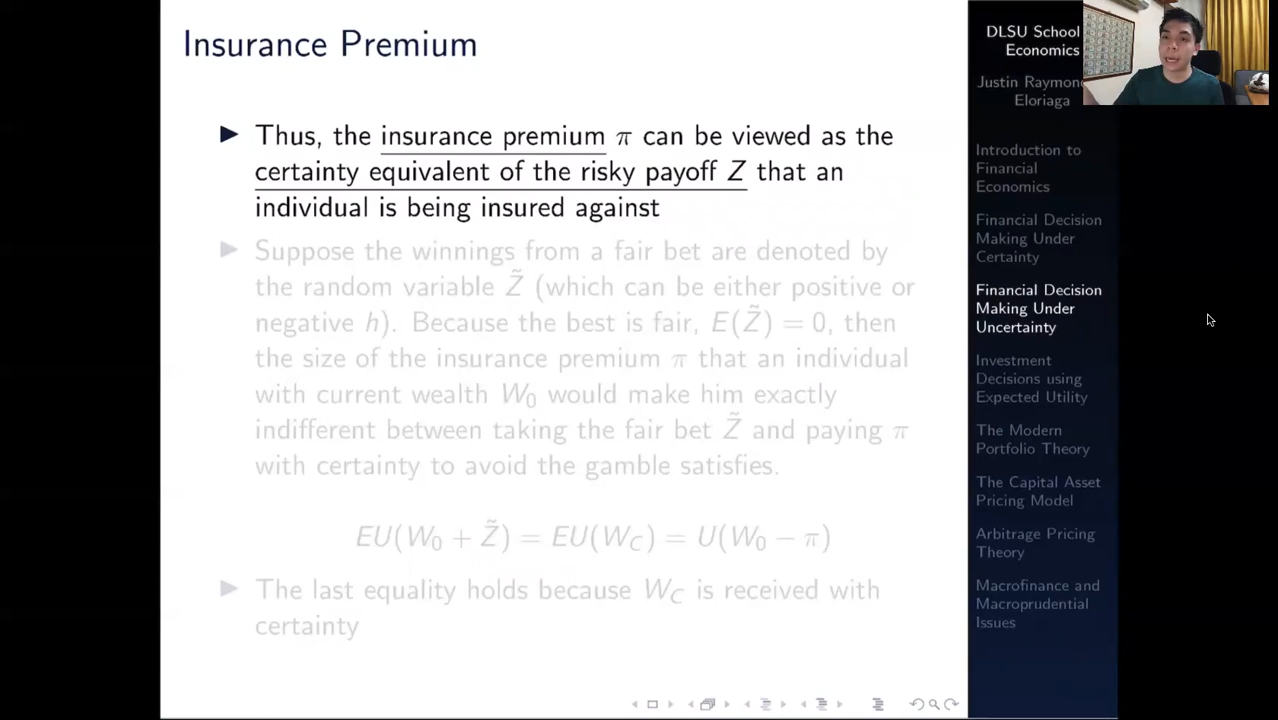 Insurance Premium
Thus, the insurance premium π can be viewed as the
certainty equivalent of the risky payoff Z that an
individual is being insured against
Suppose the winnings from a fair bet are denoted by
the random variable Z̃ (which can be either positive or
negative h). Because the best is fair, E(Z̃) = 0, then
the size of the insurance premium π that an individual
with current wealth W₀ would make him exactly
indifferent between taking the fair bet Z̃ and paying π
with certainty to avoid the gamble satisfies.
EU(W₀ + Z̃) = EU(W_C) = U(W₀ − π)
The last equality holds because W_C is received with
certainty
DLSU School
Economics
Justin Raymon
Eloriaga
Introduction to
Financial
Economics
Financial Decision
Making Under
Certainty
Financial Decision
Making Under
Uncertainty
Investment
Decisions using
Expected Utility
The Modern
Portfolio Theory
The Capital Asset
Pricing Model
Arbitrage Pricing
Theory
Macrofinance and
Macroprudential
Issues